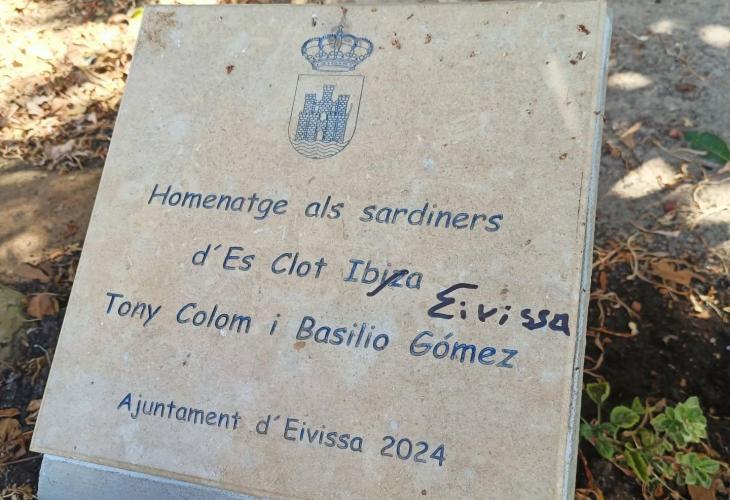 Homenatge als sardiners
d´Es Clot Ibiza Eivissa
Tony Colom i Basilio Gómez
Ajuntament d´Eivissa 2024